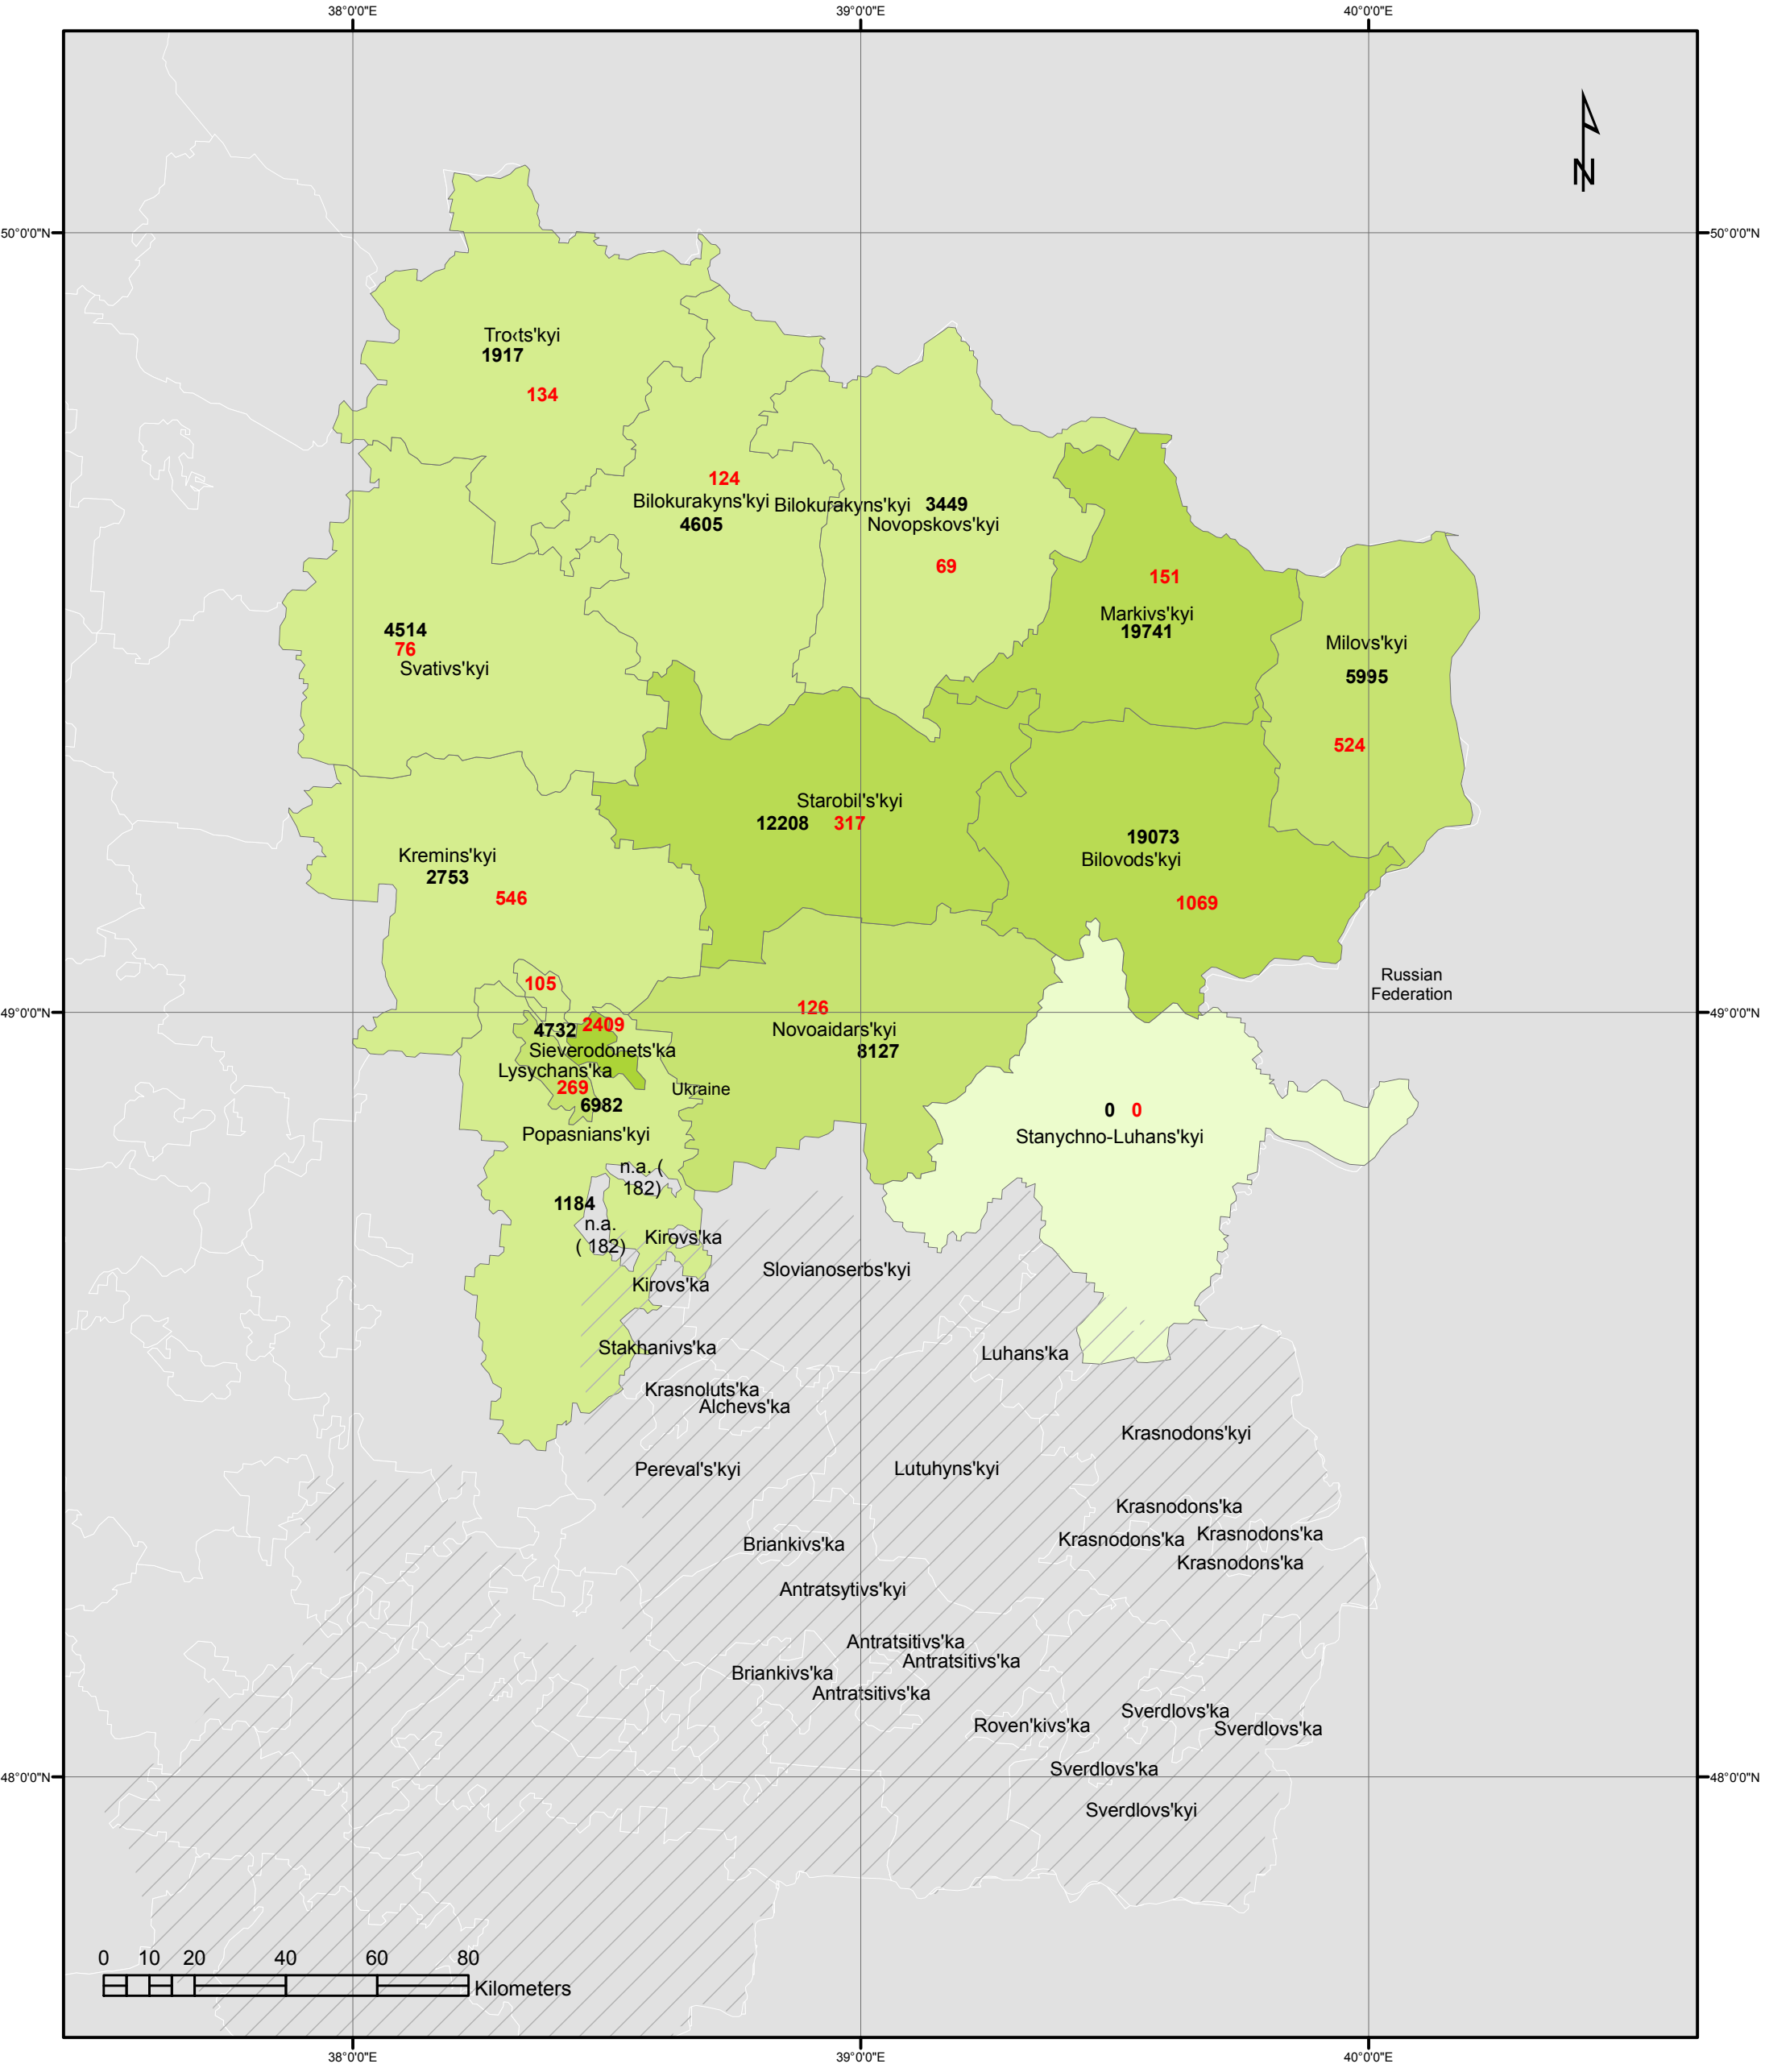 38°0'0"E
39°0'0"E
40°0'0"E
N
50°0'0"N
50°0'0"N
Tro‹ts'kyi
1917
134
124
Bilokurakyns'kyi
4605
Bilokurakyns'kyi
3449
Novopskovs'kyi
69
151
Markivs'kyi
19741
4514
76
Svativs'kyi
Milovs'kyi
5995
524
Starobil's'kyi
12208 317
19073
Bilovods'kyi
1069
Kremins'kyi
2753
546
105
Russian
Federation
49°0'0"N
49°0'0"N
126
Novoaidars'kyi
8127
4732
2409
Sieverodonets'ka
Lysychans'ka
269
6982
Ukraine
Popasnians'kyi
0 0
Stanychno-Luhans'kyi
n.a. (
182)
1184
n.a.
( 182)
Kirovs'ka
Slovianoserbs'kyi
Kirovs'ka
Stakhanivs'ka
Luhans'ka
Krasnoluts'ka
Alchevs'ka
Krasnodons'kyi
Pereval's'kyi
Lutuhyns'kyi
Krasnodons'ka
Krasnodons'ka
Krasnodons'ka
Krasnodons'ka
Briankivs'ka
Antratsytivs'kyi
Antratsitivs'ka
Antratsitivs'ka
Briankivs'ka
Antratsitivs'ka
Sverdlovs'ka
Roven'kivs'ka
Sverdlovs'ka
Sverdlovs'ka
48°0'0"N
48°0'0"N
Sverdlovs'kyi
0 10 20 40 60 80
Kilometers
38°0'0"E
39°0'0"E
40°0'0"E